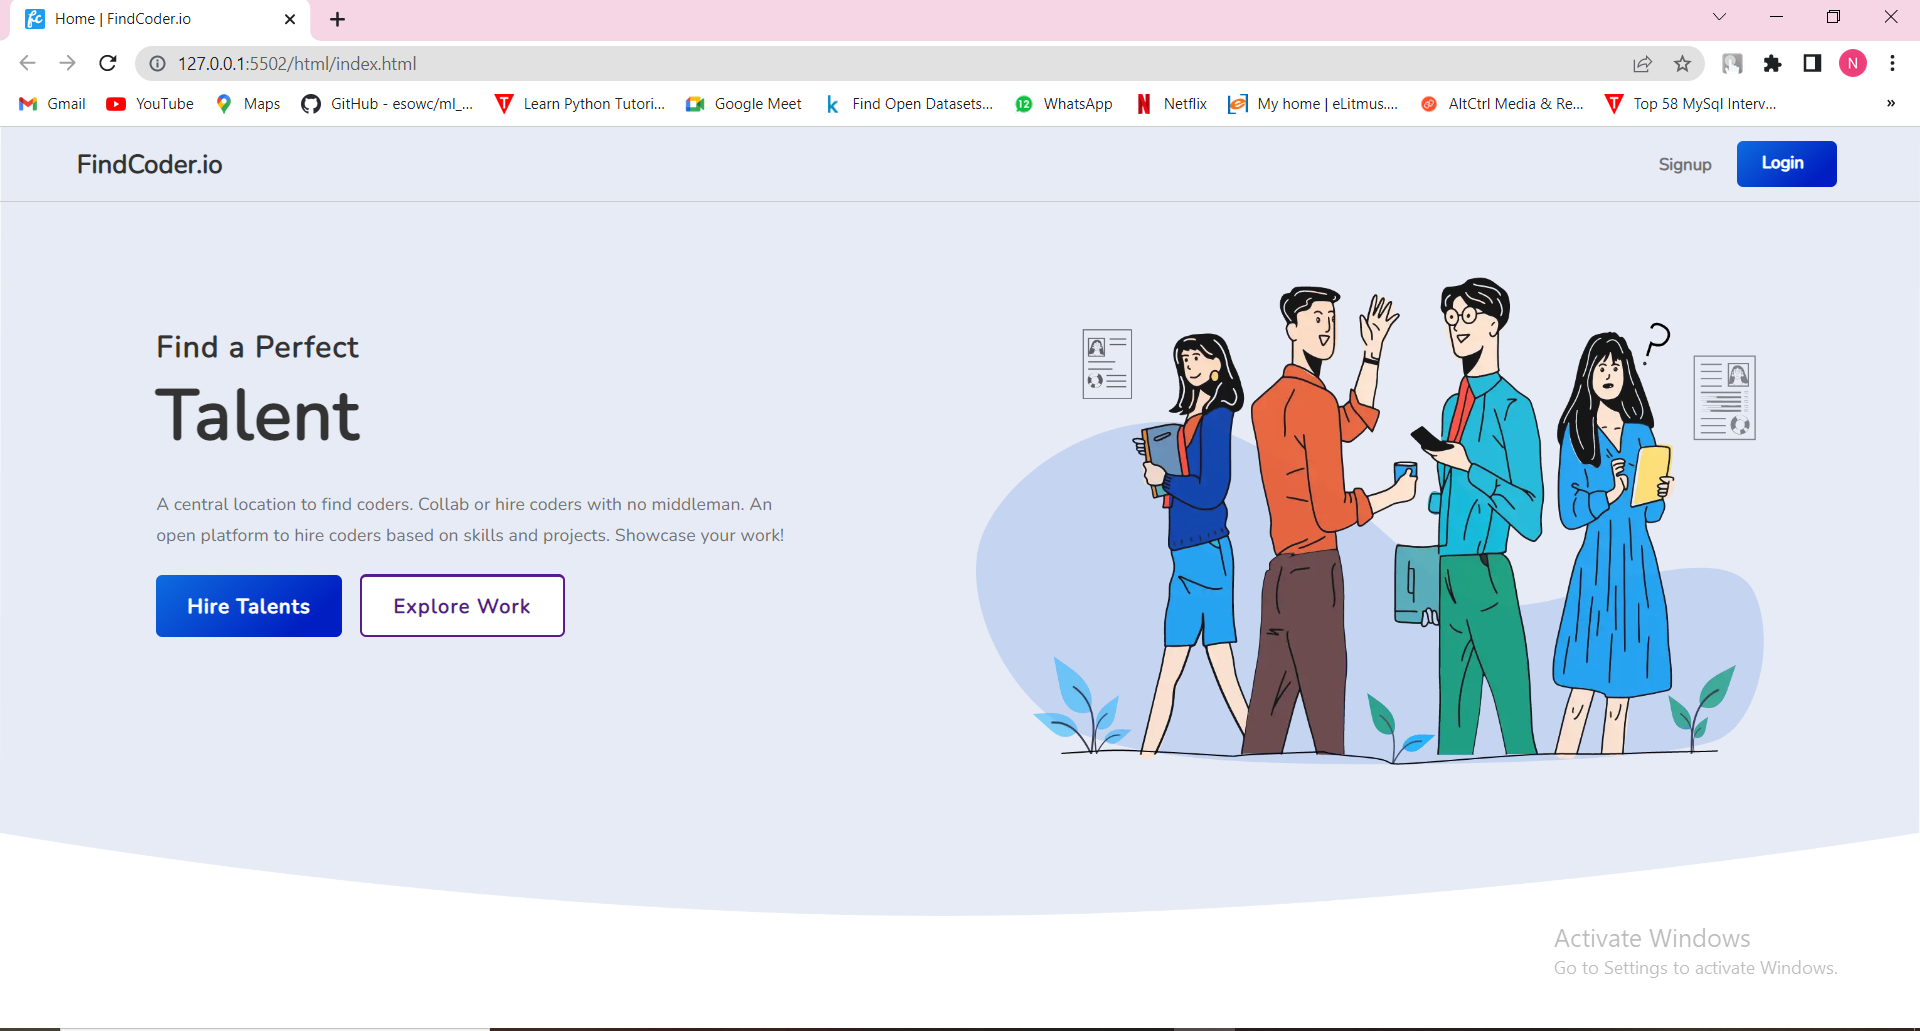 Home | FindCoder.io
127.0.0.1:5502/html/index.html
N
Gmail YouTube Maps GitHub - esowc/ml_... Learn Python Tutori... Google Meet Find Open Datasets... WhatsApp Netflix My home | eLitmus.... AltCtrl Media & Re... Top 58 MySql Interv... »
FindCoder.io
Signup Login
Find a Perfect
Talent
?
A central location to find coders. Collab or hire coders with no middleman. An
open platform to hire coders based on skills and projects. Showcase your work!
Hire Talents Explore Work
Activate Windows
Go to Settings to activate Windows.